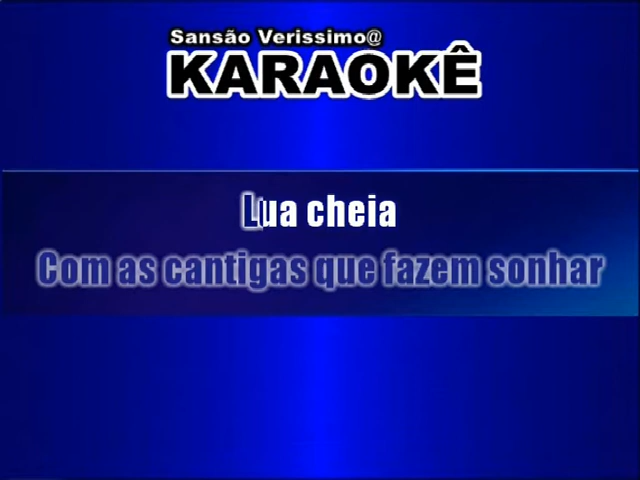 Sansão Verissimo@
KARAOKÊ
Lua cheia
Com as cantigas que fazem sonhar